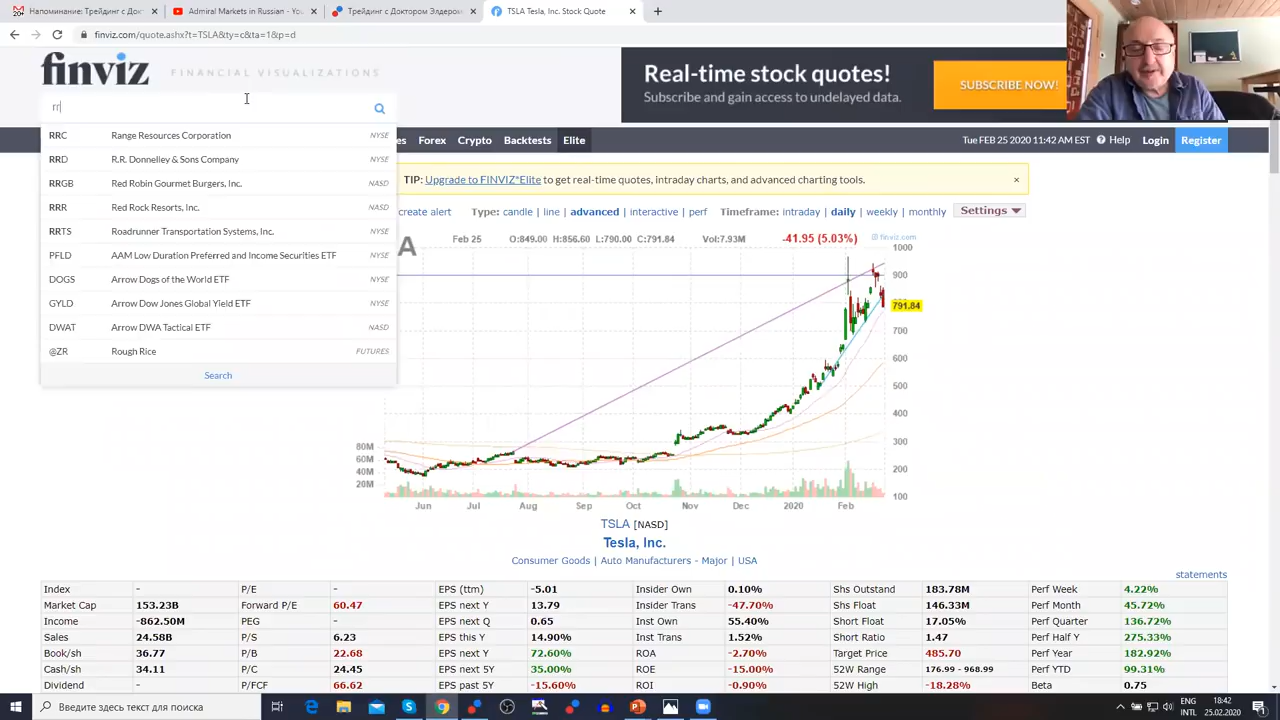 Напоминание: Трейдинг с Д
Admiral Markets in Russian - You
Трейдинг с Доктором Элдером
TSLA Tesla, Inc. Stock Quote
finviz.com/quote.ashx?t=TSLA&ty=c&ta=1&p=d
finviz FINANCIAL VISUALIZATIONS
Real-time stock quotes!
Subscribe and gain access to undelayed data.
SUBSCRIBE NOW!
rr
RRC Range Resources Corporation NYSE
RRD R.R. Donnelley & Sons Company NYSE
RRGB Red Robin Gourmet Burgers, Inc. NASD
RRR Red Rock Resorts, Inc. NASD
RRTS Roadrunner Transportation Systems, Inc. NYSE
PFLD AAM Low Duration Preferred and Income Securities ETF NYSE
DOGS Arrow Dogs of the World ETF NYSE
GYLD Arrow Dow Jones Global Yield ETF NYSE
DWAT Arrow DWA Tactical ETF NASD
@ZR Rough Rice FUTURES
Search
es Forex Crypto Backtests Elite
Tue FEB 25 2020 11:42 AM EST Help Login Register
TIP: Upgrade to FINVIZ*Elite to get real-time quotes, intraday charts, and advanced charting tools. ×
create alert Type: candle | line | advanced | interactive | perf Timeframe: intraday | daily | weekly | monthly Settings
A Feb 25 O:849.00 H:856.60 L:790.00 C:791.84 Vol:7.93M -41.95 (5.03%) © finviz.com
1000
900
791.84
700
600
500
400
300
200
100
80M
60M
40M
20M
Jun Jul Aug Sep Oct Nov Dec 2020 Feb
TSLA [NASD]
Tesla, Inc.
Consumer Goods | Auto Manufacturers - Major | USA
statements
Index - P/E - EPS (ttm) -5.01 Insider Own 0.10% Shs Outstand 183.78M Perf Week 4.22%
Market Cap 153.23B Forward P/E 60.47 EPS next Y 13.79 Insider Trans -47.70% Shs Float 146.33M Perf Month 45.72%
Income -862.50M PEG - EPS next Q 0.65 Inst Own 55.40% Short Float 17.05% Perf Quarter 136.72%
Sales 24.58B P/S 6.23 EPS this Y 14.90% Inst Trans 1.52% Short Ratio 1.47 Perf Half Y 275.33%
Book/sh 36.77 P/B 22.68 EPS next Y 72.60% ROA -2.70% Target Price 485.70 Perf Year 182.92%
Cash/sh 34.11 P/C 24.45 EPS next 5Y 35.00% ROE -15.00% 52W Range 176.99 - 968.99 Perf YTD 99.31%
Dividend - P/FCF 66.62 EPS past 5Y -15.60% ROI -0.90% 52W High -18.28% Beta 0.75
Введите здесь текст для поиска
ENG
INTL
18:42
25.02.2020